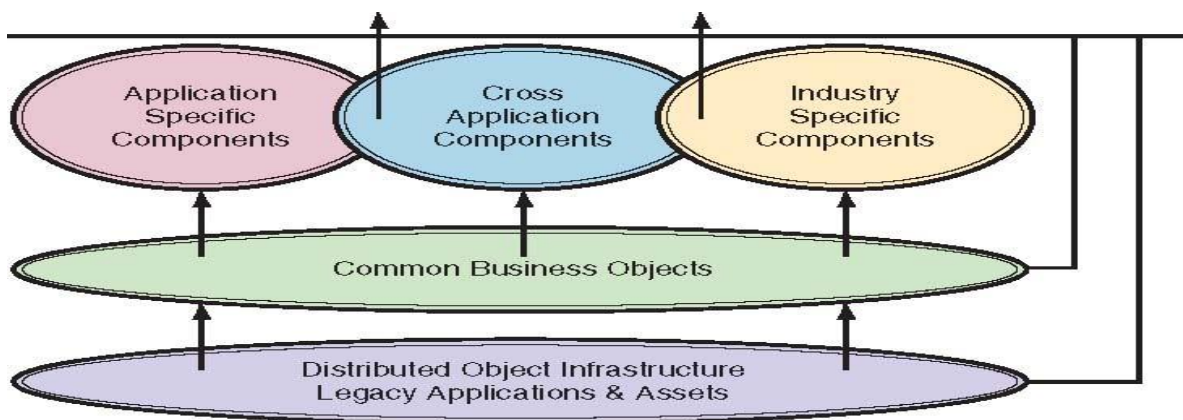 Application
Specific
Components
Cross
Application
Components
Industry
Specific
Components
Common Business Objects
Distributed Object Infrastructure
Legacy Applications & Assets